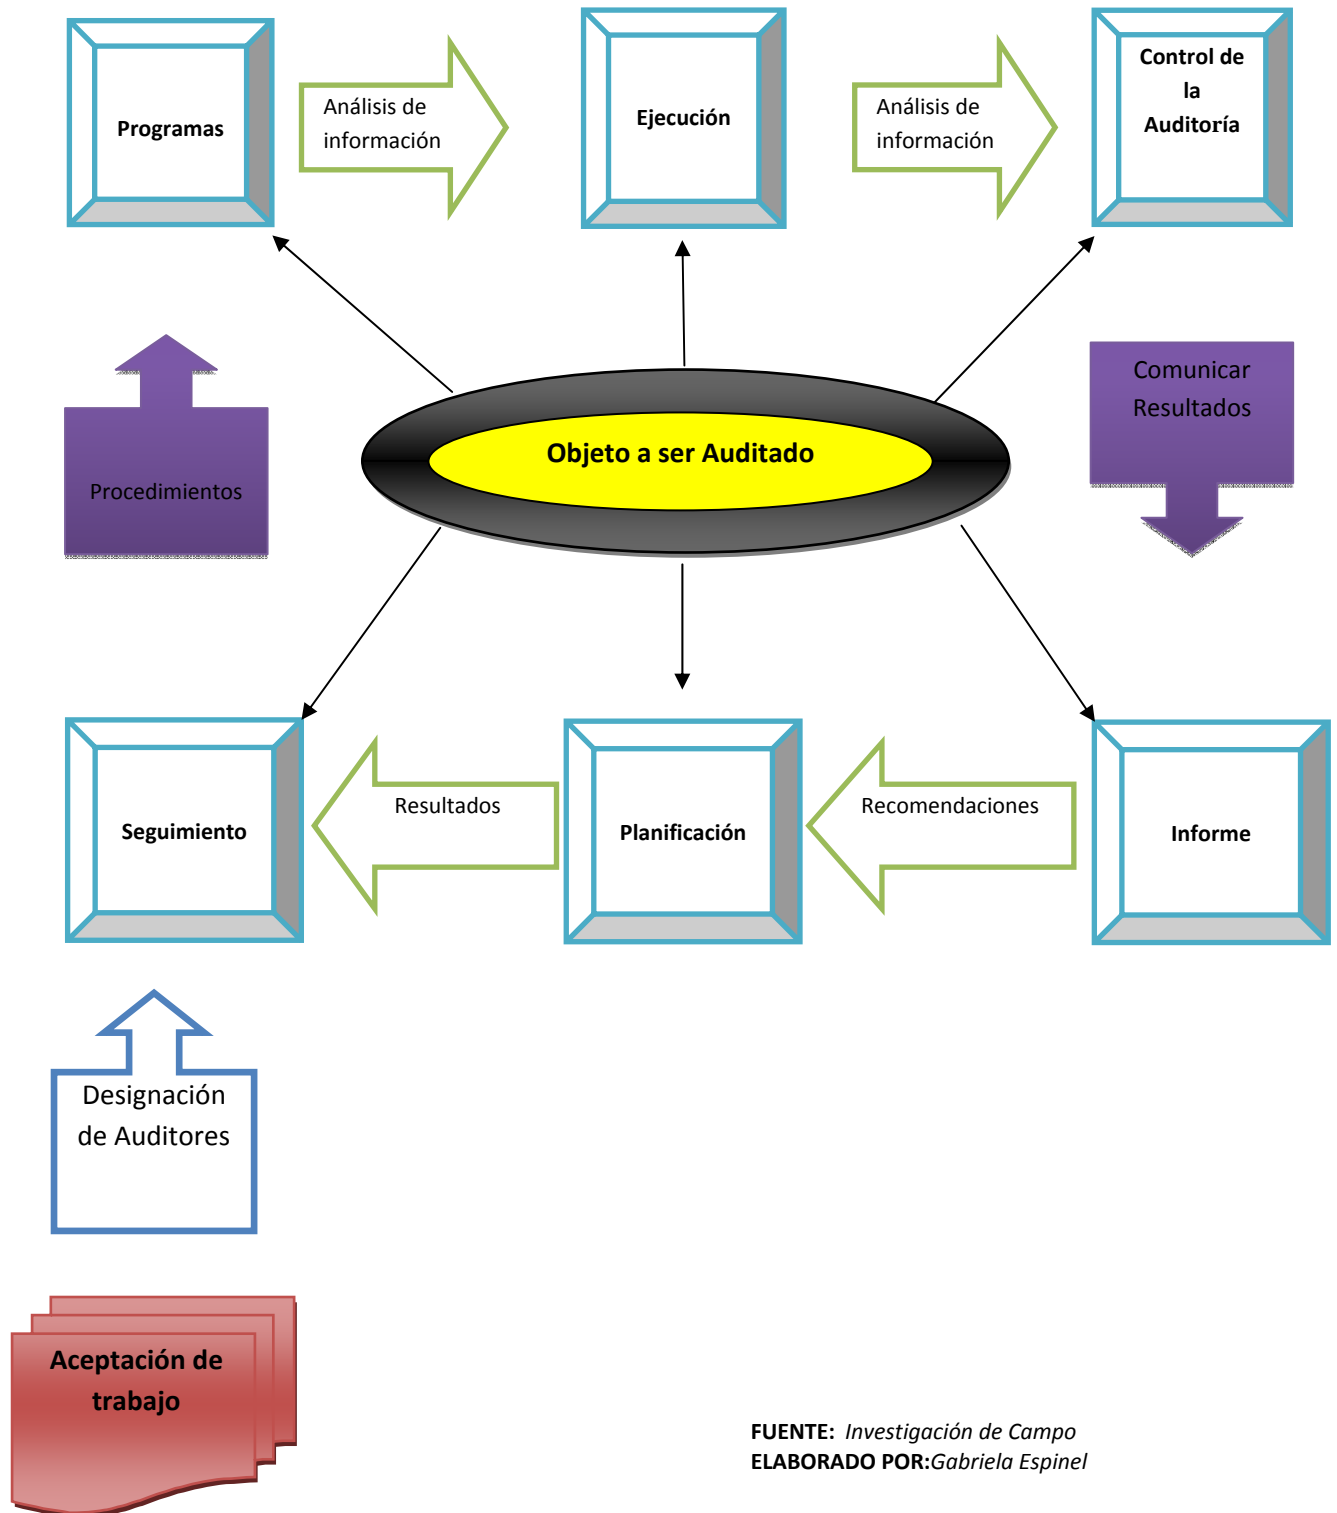 Programas
Análisis de
información
Ejecución
Análisis de
información
Control de
la
Auditoría
Procedimientos
Objeto a ser Auditado
Comunicar
Resultados
Seguimiento
Resultados
Planificación
Recomendaciones
Informe
Designación
de Auditores
Aceptación de
trabajo
FUENTE: Investigación de Campo
ELABORADO POR:Gabriela Espinel